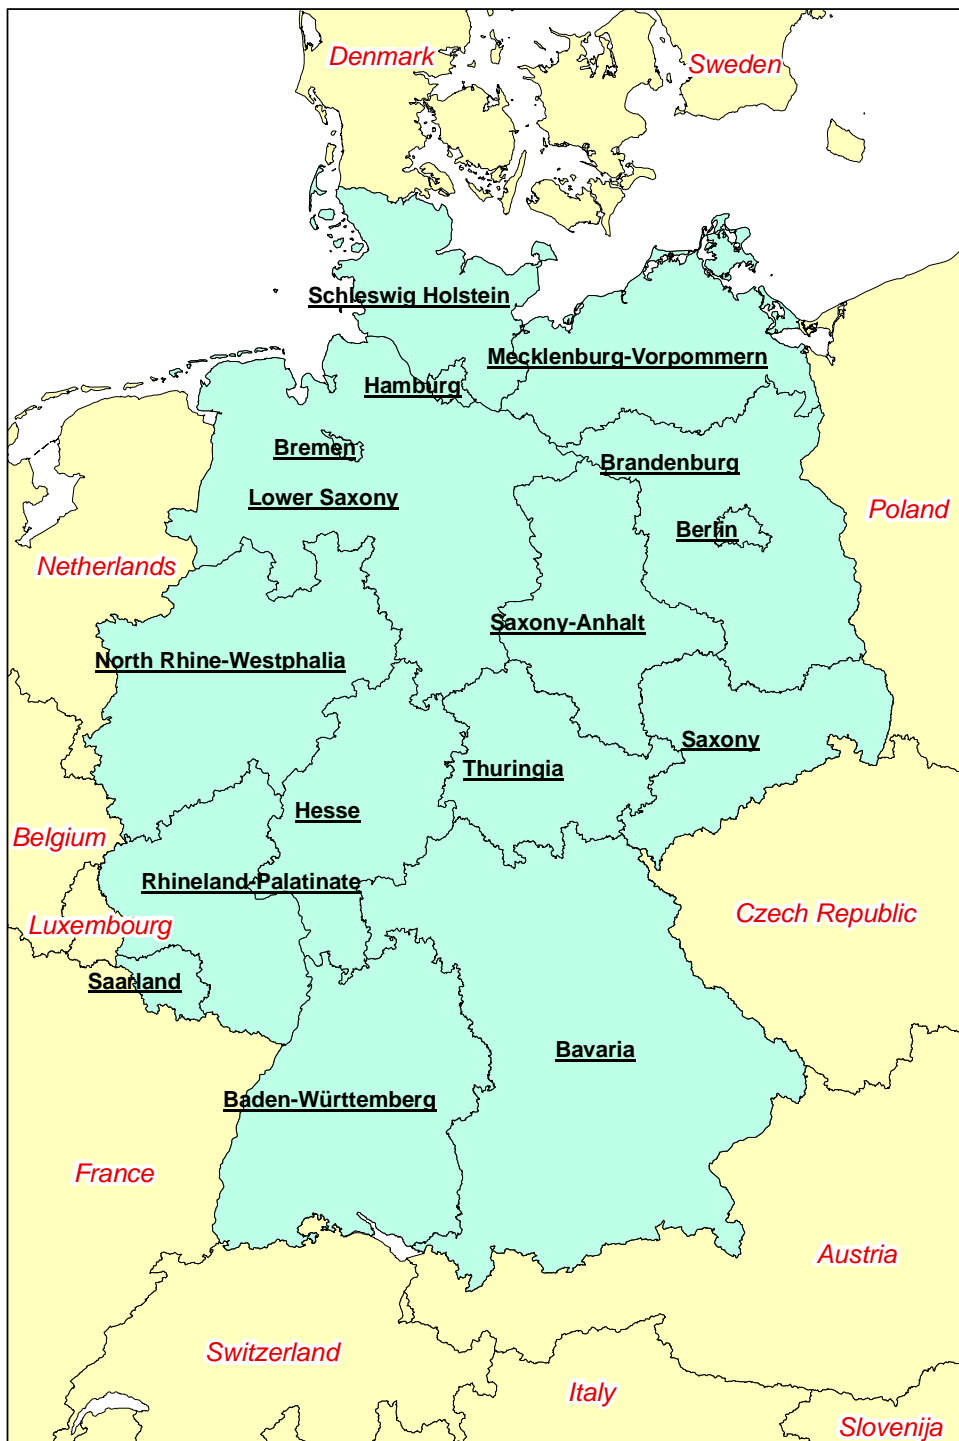 Denmark
Sweden
Schleswig Holstein
Mecklenburg-Vorpommern
Hamburg
Bremen
Brandenburg
Lower Saxony
Poland
Berlin
Netherlands
Saxony-Anhalt
North Rhine-Westphalia
Saxony
Thuringia
Hesse
Belgium
Rhineland-Palatinate
Czech Republic
Luxembourg
Saarland
Bavaria
Baden-Württemberg
France
Austria
Switzerland
Italy
Slovenija